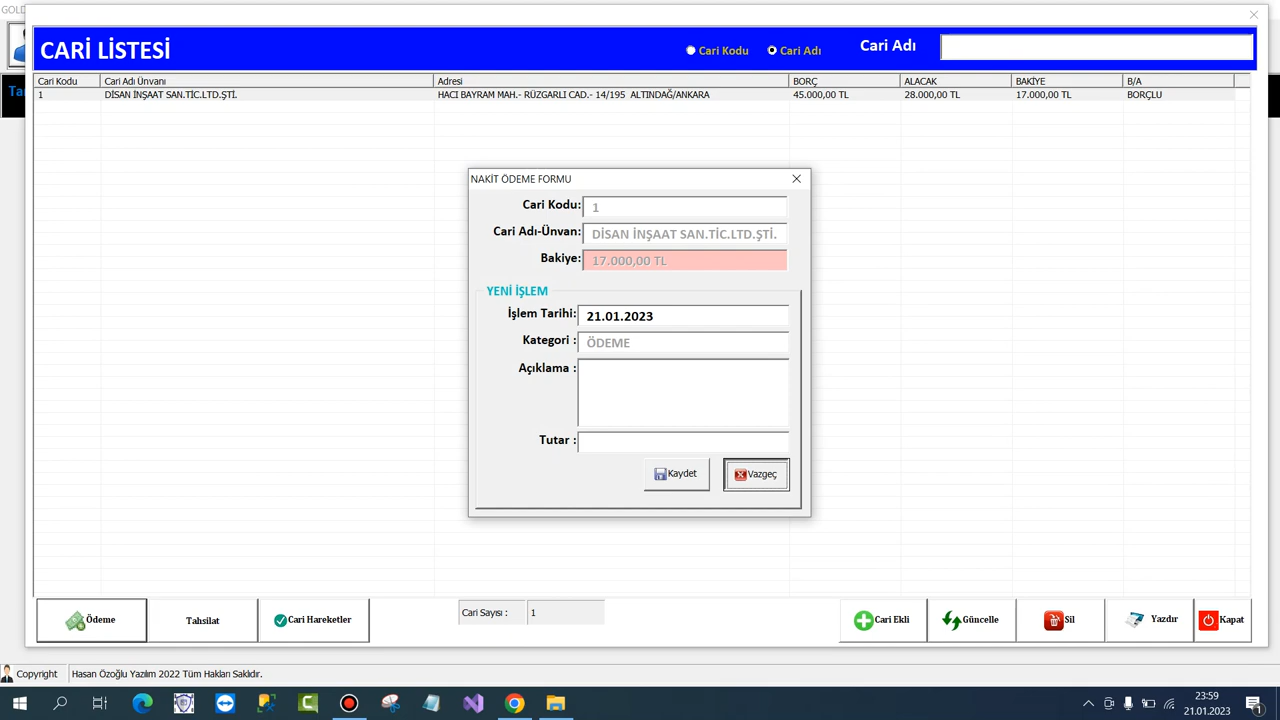 GOLD
CARİ LİSTESİ
Cari Kodu
Cari Adı
Cari Adı
Cari Kodu Cari Adı Ünvanı Adresi BORÇ ALACAK BAKİYE B/A
1 DİSAN İNŞAAT SAN.TİC.LTD.ŞTİ. HACI BAYRAM MAH.- RÜZGARLI CAD.- 14/195 ALTINDAĞ/ANKARA 45.000,00 TL 28.000,00 TL 17.000,00 TL BORÇLU
NAKİT ÖDEME FORMU
Cari Kodu: 1
Cari Adı-Ünvan: DİSAN İNŞAAT SAN.TİC.LTD.ŞTİ.
Bakiye: 17.000,00 TL
YENİ İŞLEM
İşlem Tarihi: 21.01.2023
Kategori : ÖDEME
Açıklama :
Tutar :
Kaydet Vazgeç
Ödeme Tahsilat Cari Hareketler Cari Sayısı : 1 Cari Ekli Güncelle Sil Yazdır Kapat
Copyright Hasan Özoğlu Yazılım 2022 Tüm Hakları Saklıdır.
23:59
21.01.2023